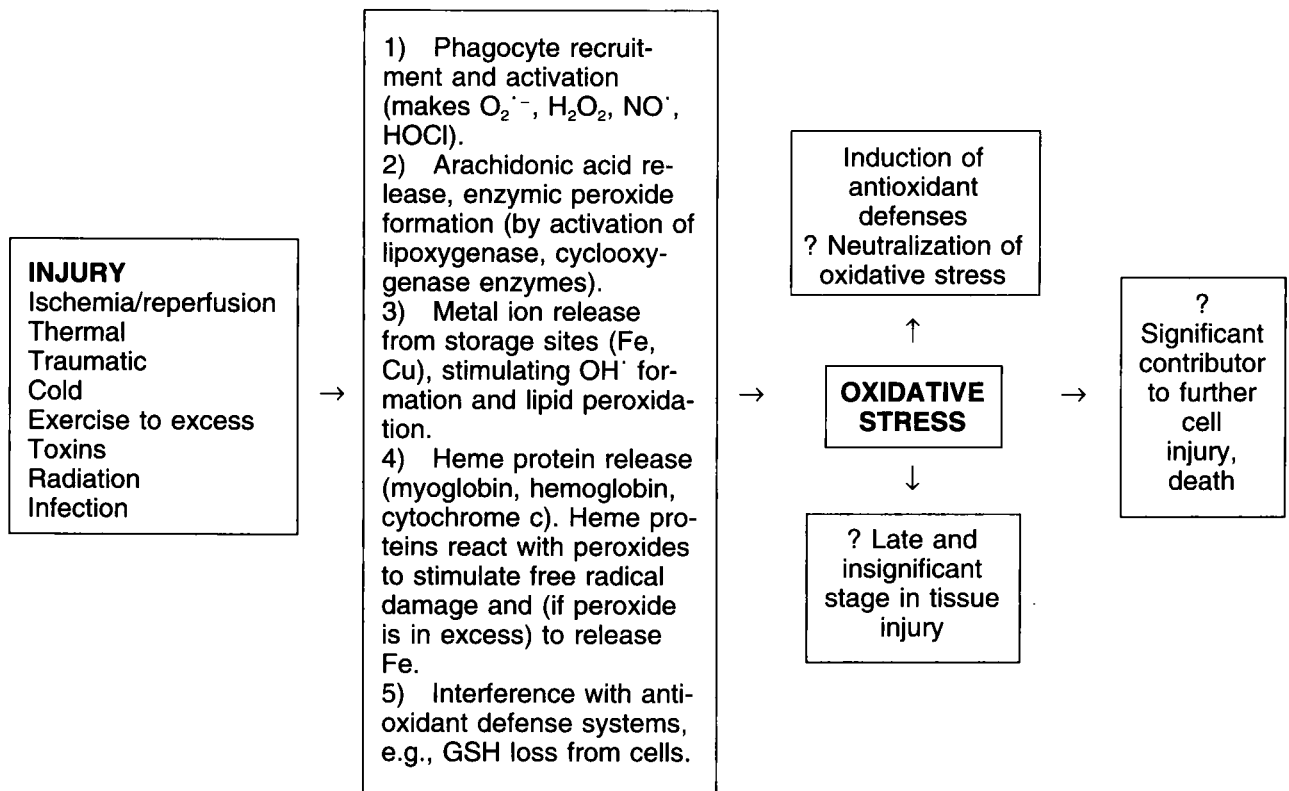 INJURY
Ischemia/reperfusion
Thermal
Traumatic
Cold
Exercise to excess
Toxins
Radiation
Infection
→
1) Phagocyte recruit-
ment and activation
(makes O₂˙⁻, H₂O₂, NO˙,
HOCl).
2) Arachidonic acid re-
lease, enzymic peroxide
formation (by activation of
lipoxygenase, cyclooxy-
genase enzymes).
3) Metal ion release
from storage sites (Fe,
Cu), stimulating OH˙ for-
mation and lipid peroxida-
tion.
4) Heme protein release
(myoglobin, hemoglobin,
cytochrome c). Heme pro-
teins react with peroxides
to stimulate free radical
damage and (if peroxide
is in excess) to release
Fe.
5) Interference with anti-
oxidant defense systems,
e.g., GSH loss from cells.
→
Induction of
antioxidant
defenses
? Neutralization of
oxidative stress
↑
OXIDATIVE
STRESS
↓
? Late and
insignificant
stage in tissue
injury
→
?
Significant
contributor
to further
cell
injury,
death